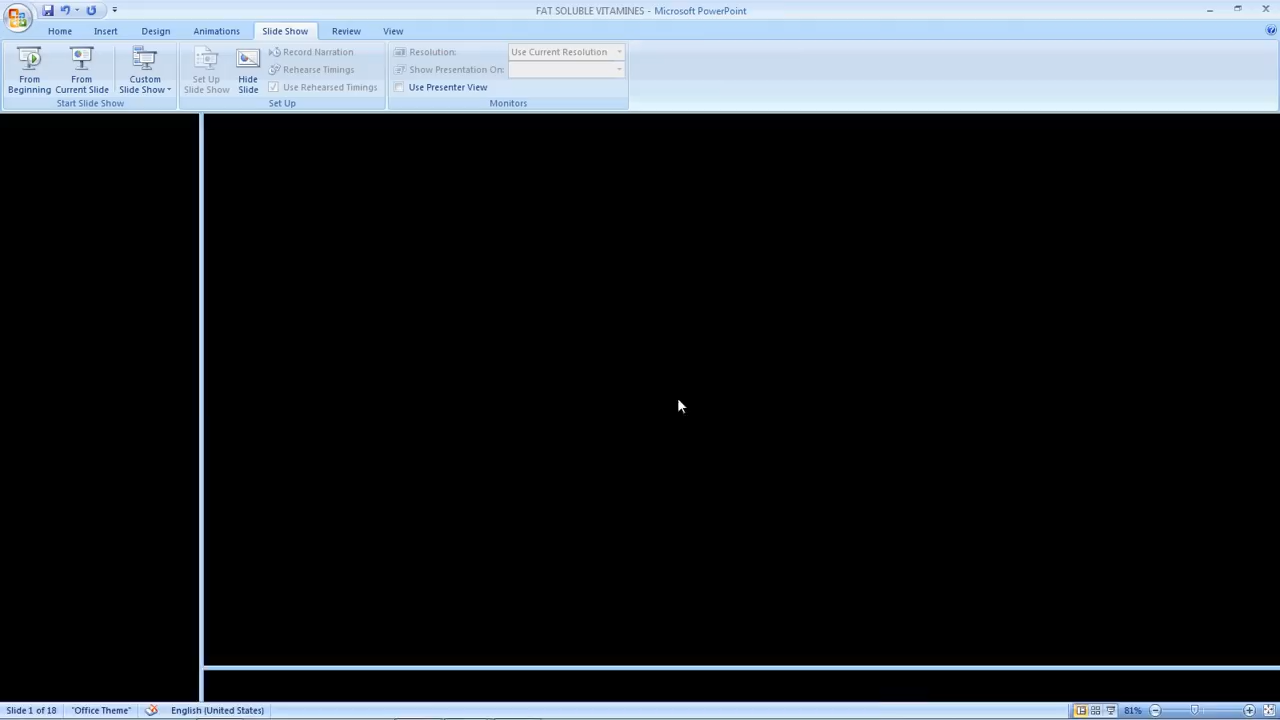 FAT SOLUBLE VITAMINES - Microsoft PowerPoint
Home Insert Design Animations Slide Show Review View
From Beginning
From Current Slide
Custom Slide Show
Start Slide Show
Set Up Slide Show
Hide Slide
Record Narration
Rehearse Timings
Use Rehearsed Timings
Set Up
Resolution: Use Current Resolution
Show Presentation On:
Use Presenter View
Monitors
Slide 1 of 18 "Office Theme" English (United States) 81%